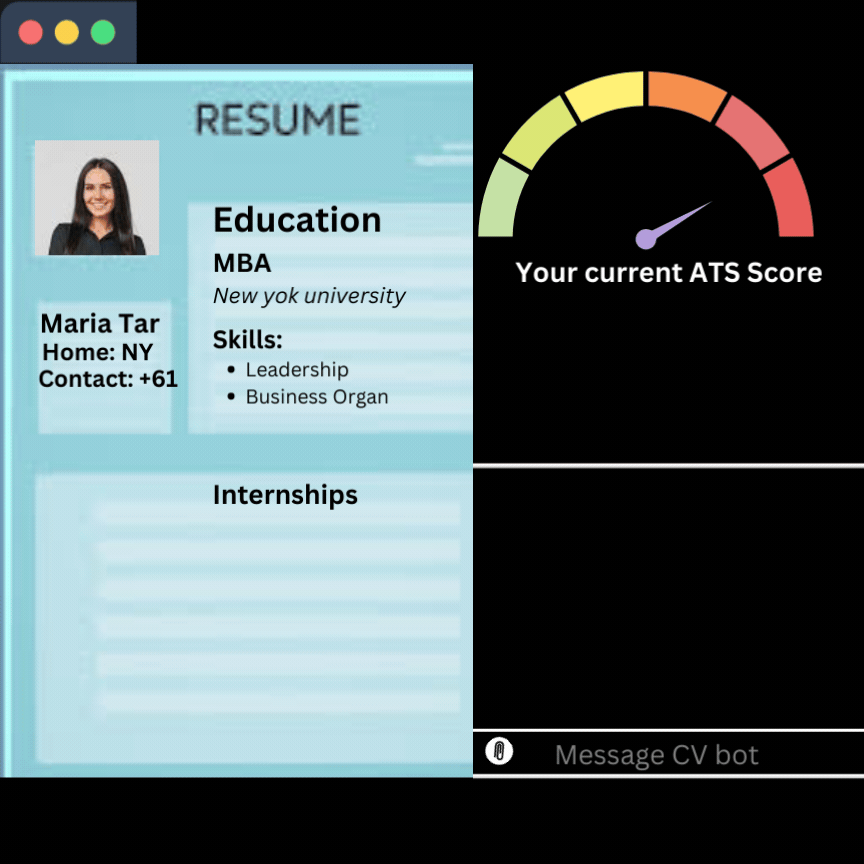 RESUME
Education
MBA
New yok university
Skills:
Leadership
Business Organ
Maria Tar
Home: NY
Contact: +61
Internships
Your current ATS Score
Message CV bot